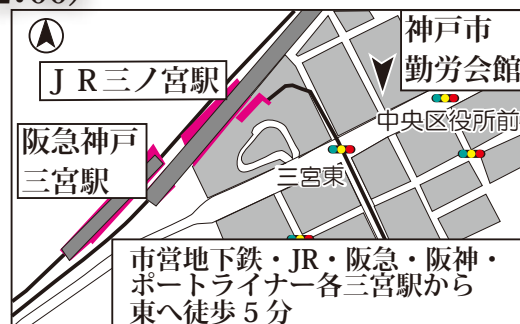 神戸市
勤労会館
JR三ノ宮駅
中央区役所前
阪急神戸
三宮駅
三宮東
市営地下鉄・JR・阪急・阪神・
ポートライナー各三宮駅から
東へ徒歩5分